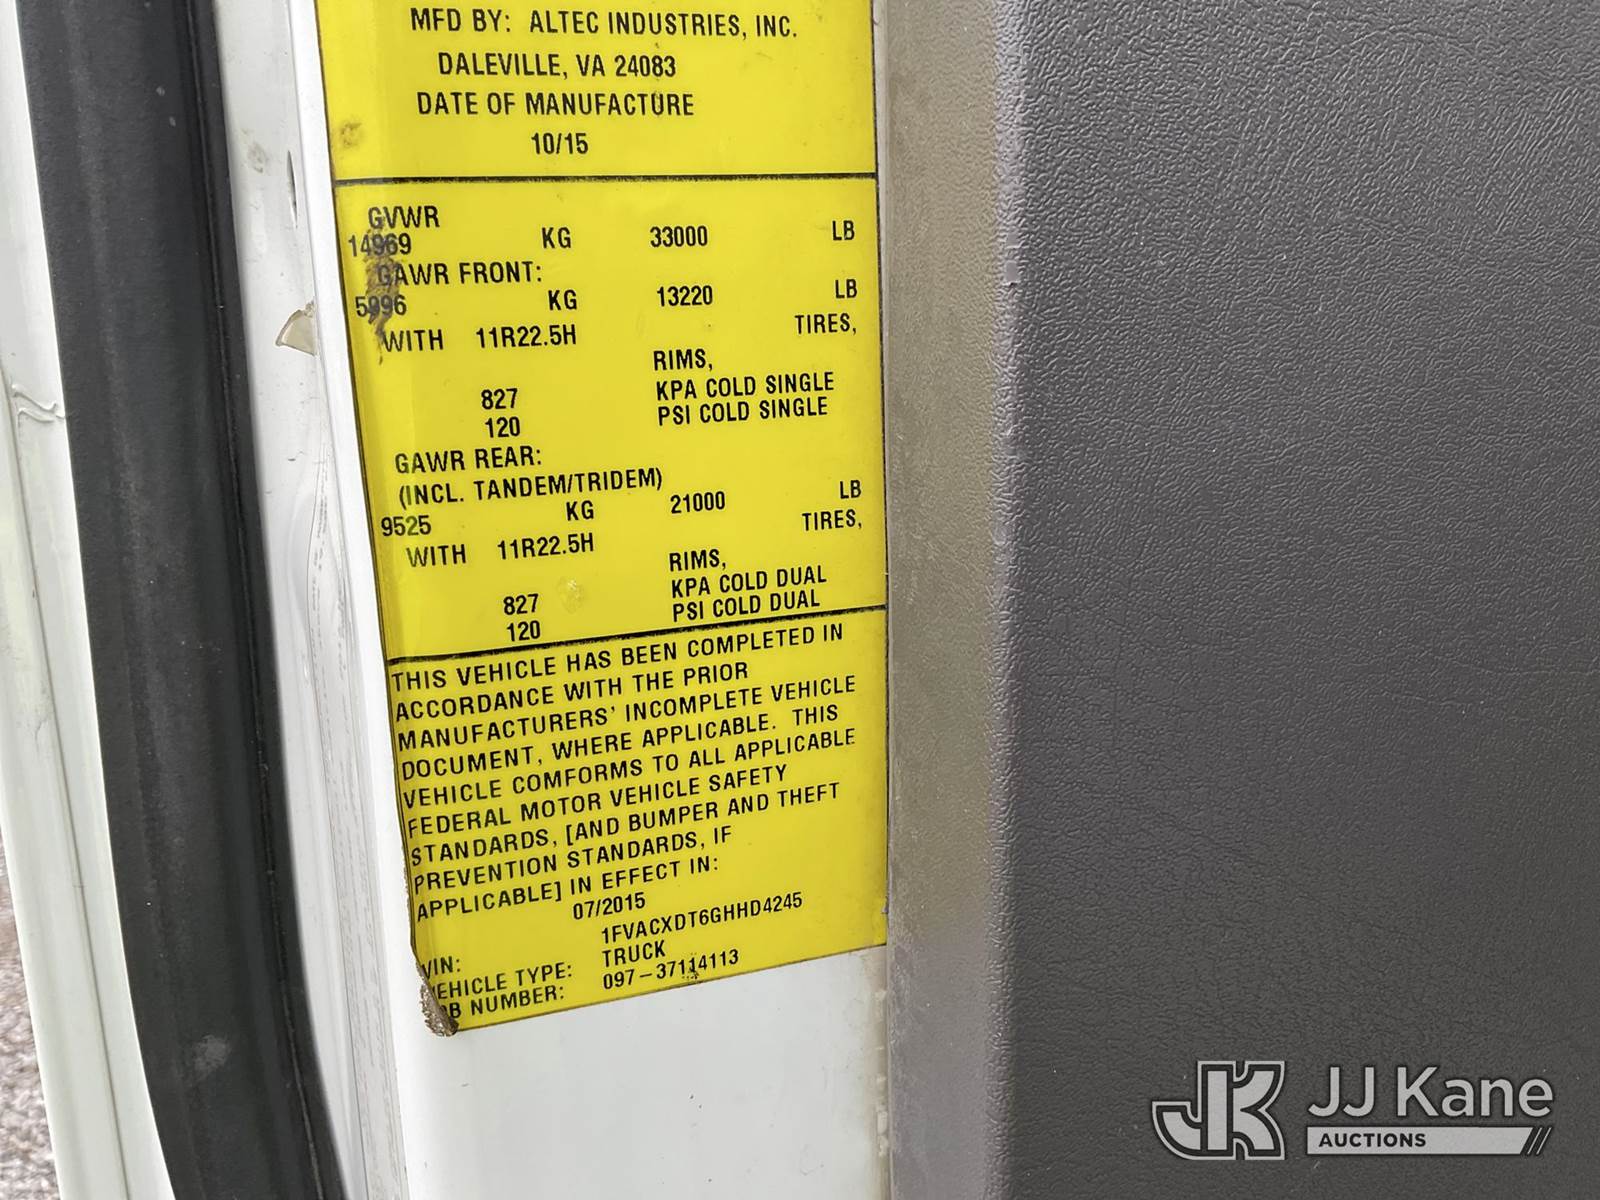 MFD BY: ALTEC INDUSTRIES, INC.
DALEVILLE, VA 24083
DATE OF MANUFACTURE
10/15
GVWR
14969 KG 33000 LB
GAWR FRONT:
5996 KG 13220 LB
WITH 11R22.5H TIRES,
RIMS,
827 KPA COLD SINGLE
120 PSI COLD SINGLE
GAWR REAR:
(INCL. TANDEM/TRIDEM)
9525 KG 21000 LB
WITH 11R22.5H TIRES,
RIMS,
827 KPA COLD DUAL
120 PSI COLD DUAL
THIS VEHICLE HAS BEEN COMPLETED IN
ACCORDANCE WITH THE PRIOR
MANUFACTURERS' INCOMPLETE VEHICLE
DOCUMENT, WHERE APPLICABLE. THIS
VEHICLE COMFORMS TO ALL APPLICABLE
FEDERAL MOTOR VEHICLE SAFETY
STANDARDS, [AND BUMPER AND THEFT
PREVENTION STANDARDS, IF
APPLICABLE] IN EFFECT IN:
07/2015
VIN: 1FVACXDT6GHHD4245
VEHICLE TYPE: TRUCK
OB NUMBER: 097-37114113
JK JJ Kane
AUCTIONS